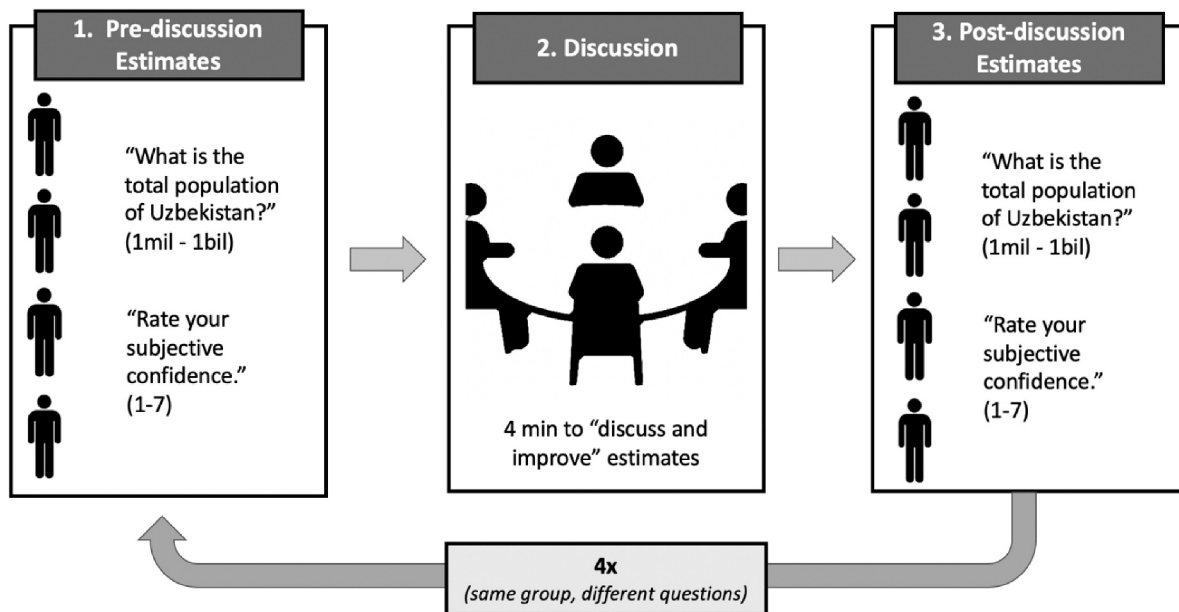 1. Pre-discussion
Estimates
“What is the
total population
of Uzbekistan?”
(1mil - 1bil)
“Rate your
subjective
confidence.”
(1-7)
2. Discussion
4 min to “discuss and
improve” estimates
3. Post-discussion
Estimates
“What is the
total population
of Uzbekistan?”
(1mil - 1bil)
“Rate your
subjective
confidence.”
(1-7)
4x
(same group, different questions)